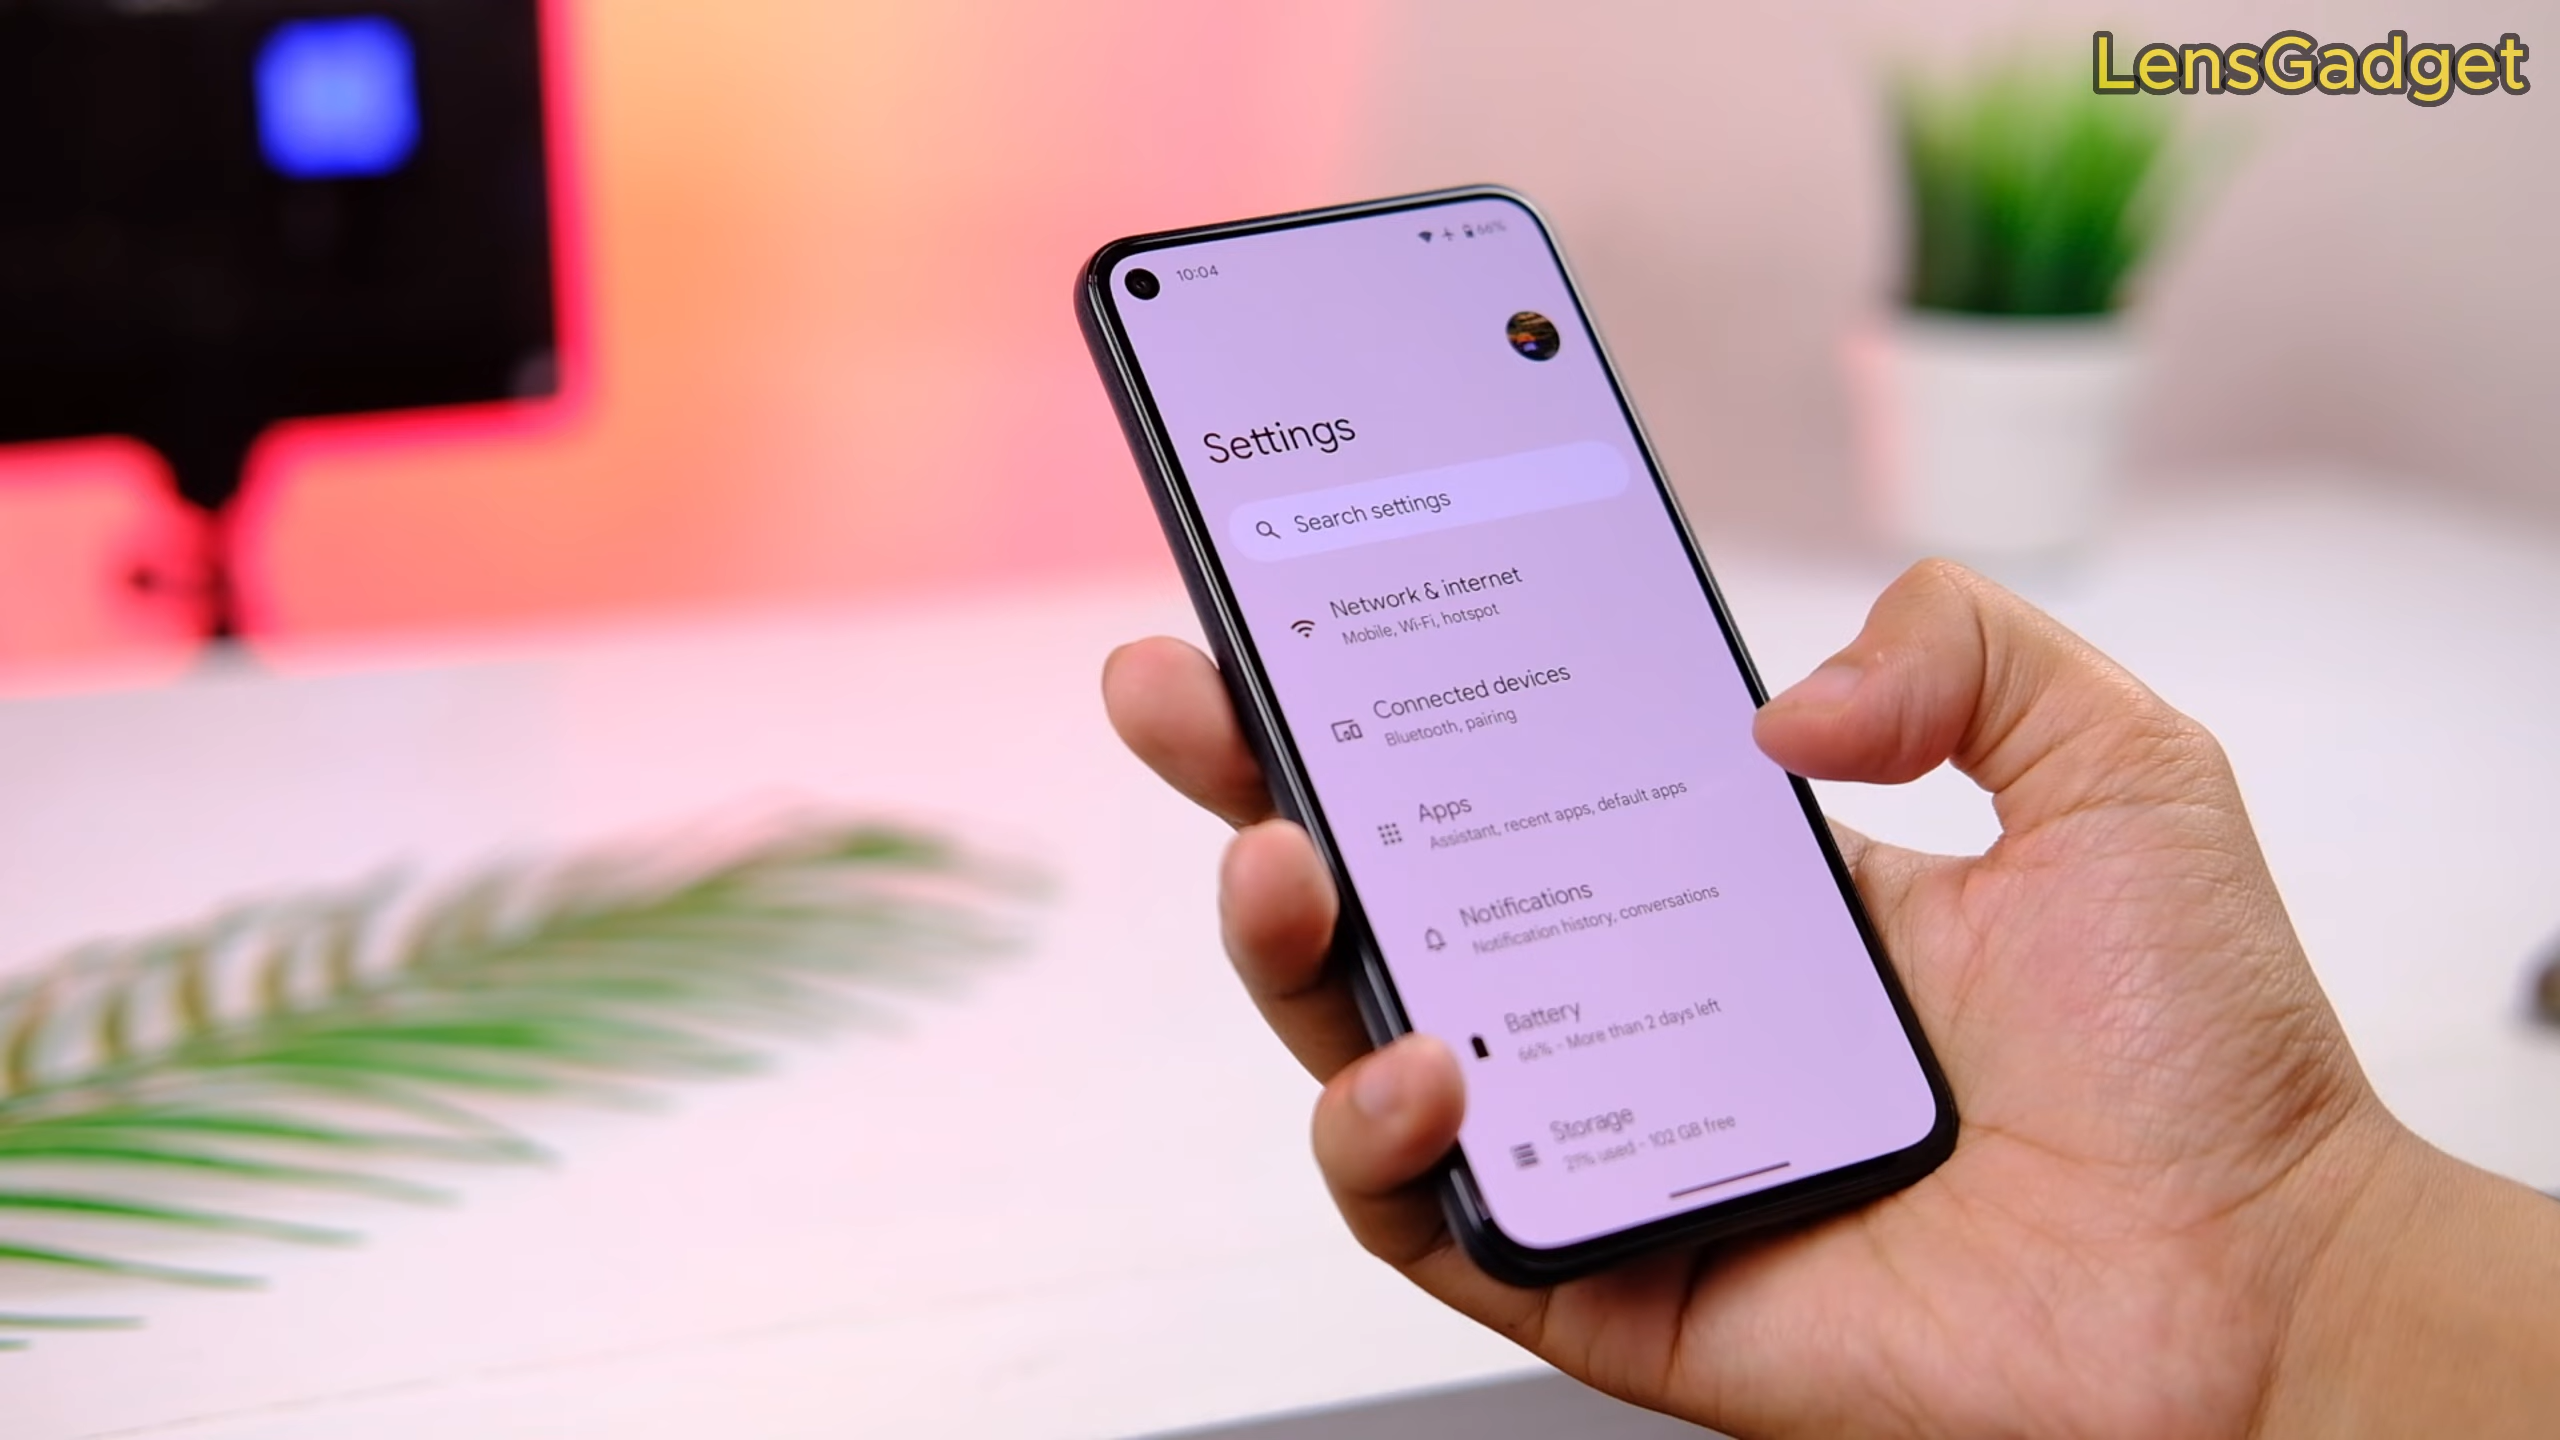 LensGadget
10:04
66%
Settings
Search settings
Network & internet
Mobile, Wi-Fi, hotspot
Connected devices
Bluetooth, pairing
Apps
Assistant, recent apps, default apps
Notifications
Notification history, conversations
Battery
66% - More than 2 days left
Storage
21% used - 102 GB free